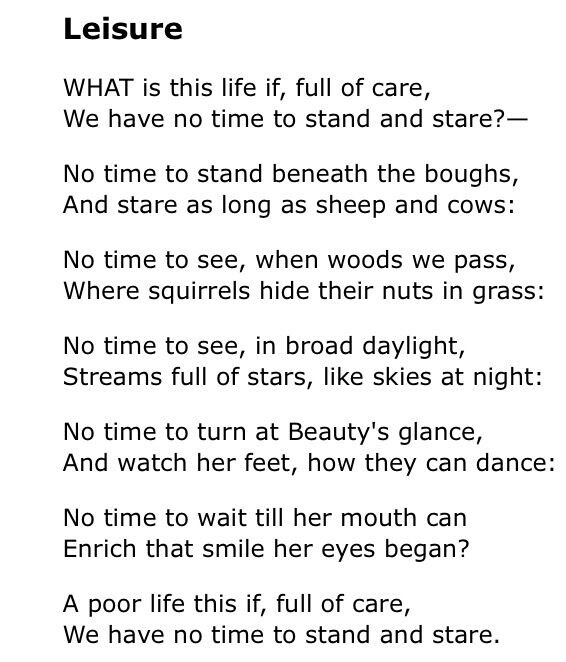 Leisure
WHAT is this life if, full of care,
We have no time to stand and stare?—
No time to stand beneath the boughs,
And stare as long as sheep and cows:
No time to see, when woods we pass,
Where squirrels hide their nuts in grass:
No time to see, in broad daylight,
Streams full of stars, like skies at night:
No time to turn at Beauty's glance,
And watch her feet, how they can dance:
No time to wait till her mouth can
Enrich that smile her eyes began?
A poor life this if, full of care,
We have no time to stand and stare.